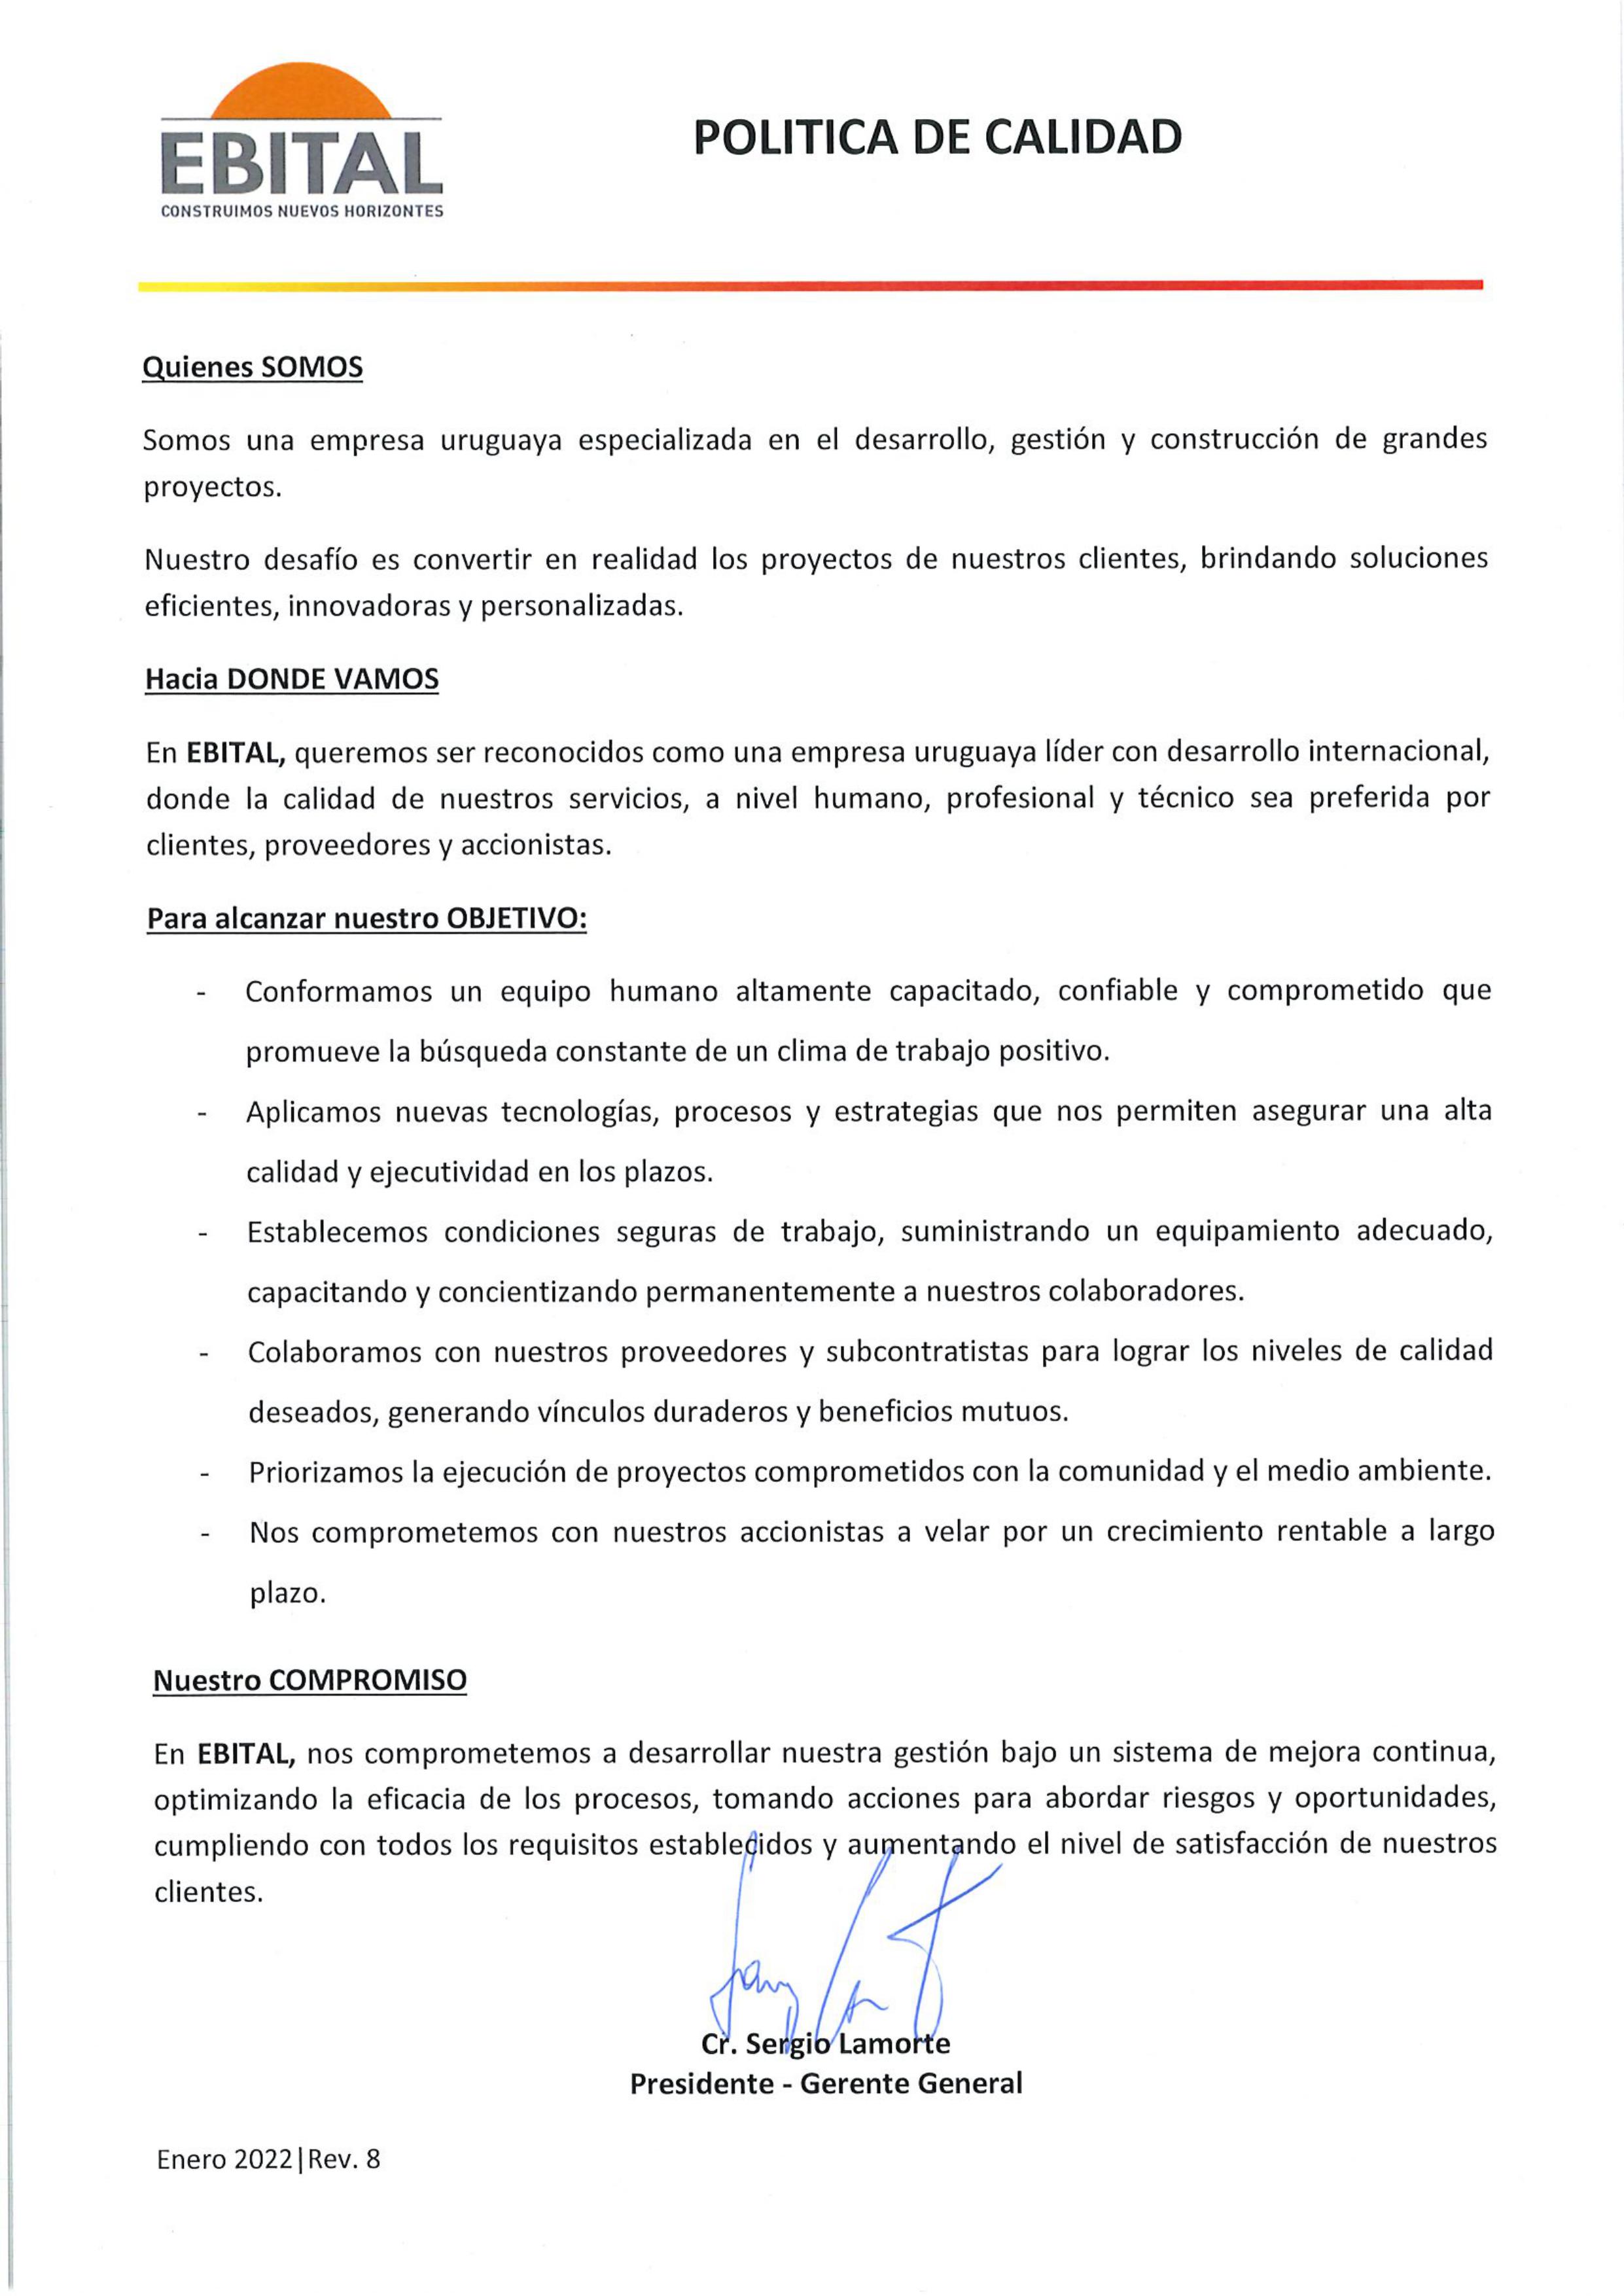 EBITAL
CONSTRUIMOS NUEVOS HORIZONTES
POLITICA DE CALIDAD
Quienes SOMOS
Somos una empresa uruguaya especializada en el desarrollo, gestión y construcción de grandes
proyectos.
Nuestro desafío es convertir en realidad los proyectos de nuestros clientes, brindando soluciones
eficientes, innovadoras y personalizadas.
Hacia DONDE VAMOS
En EBITAL, queremos ser reconocidos como una empresa uruguaya líder con desarrollo internacional,
donde la calidad de nuestros servicios, a nivel humano, profesional y técnico sea preferida por
clientes, proveedores y accionistas.
Para alcanzar nuestro OBJETIVO:
- Conformamos un equipo humano altamente capacitado, confiable y comprometido que
promueve la búsqueda constante de un clima de trabajo positivo.
- Aplicamos nuevas tecnologías, procesos y estrategias que nos permiten asegurar una alta
calidad y ejecutividad en los plazos.
- Establecemos condiciones seguras de trabajo, suministrando un equipamiento adecuado,
capacitando y concientizando permanentemente a nuestros colaboradores.
- Colaboramos con nuestros proveedores y subcontratistas para lograr los niveles de calidad
deseados, generando vínculos duraderos y beneficios mutuos.
- Priorizamos la ejecución de proyectos comprometidos con la comunidad y el medio ambiente.
- Nos comprometemos con nuestros accionistas a velar por un crecimiento rentable a largo
plazo.
Nuestro COMPROMISO
En EBITAL, nos comprometemos a desarrollar nuestra gestión bajo un sistema de mejora continua,
optimizando la eficacia de los procesos, tomando acciones para abordar riesgos y oportunidades,
cumpliendo con todos los requisitos establecidos y aumentando el nivel de satisfacción de nuestros
clientes.
Cr. Sergio Lamorte
Presidente - Gerente General
Enero 2022|Rev. 8